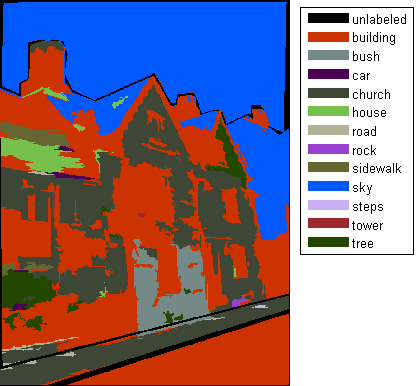 unlabeled
building
bush
car
church
house
road
rock
sidewalk
sky
steps
tower
tree